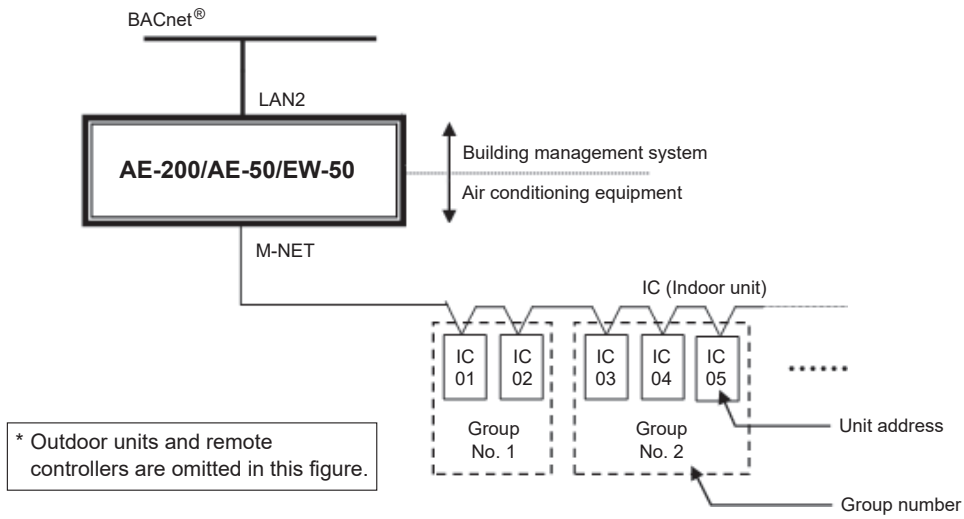 BACnet®
LAN2
AE-200/AE-50/EW-50
Building management system
Air conditioning equipment
M-NET
IC (Indoor unit)
IC
01
IC
02
IC
03
IC
04
IC
05
......
Group
No. 1
Group
No. 2
Unit address
Group number
* Outdoor units and remote
controllers are omitted in this figure.